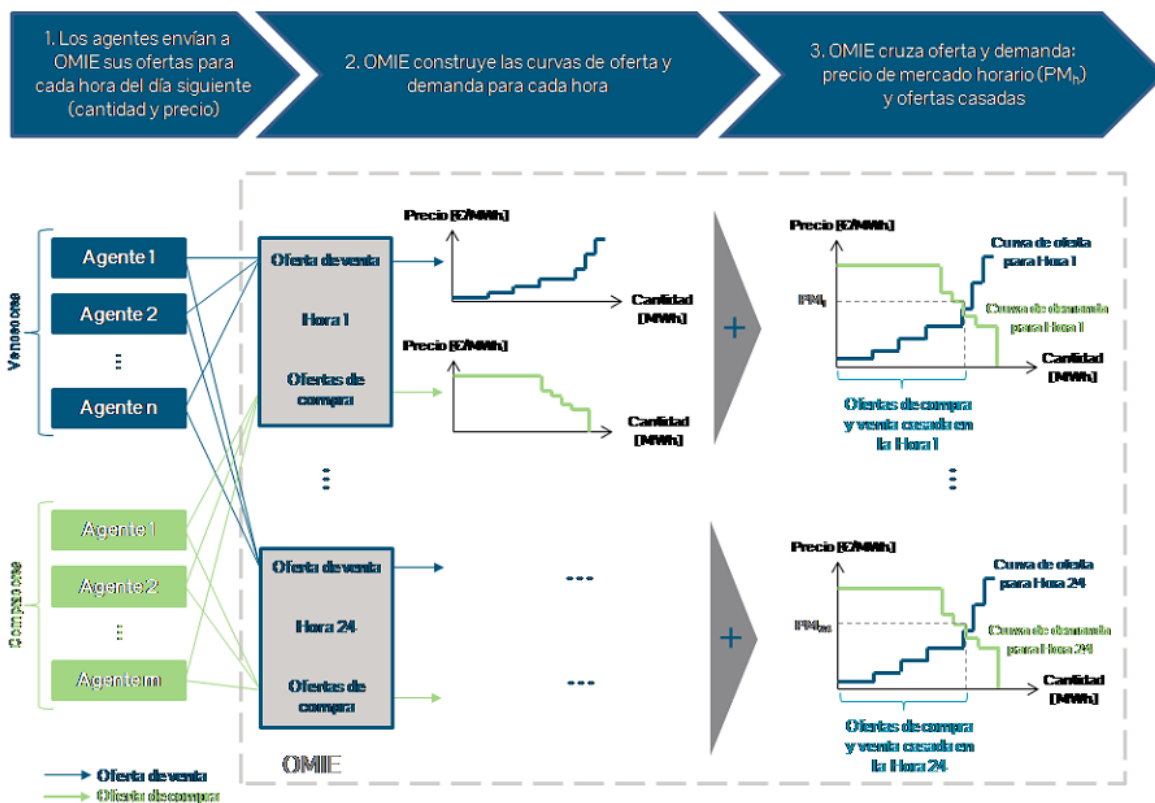 1. Los agentes envían a
OMIE sus ofertas para
cada hora del día siguiente
(cantidad y precio)
2. OMIE construye las curvas de oferta y
demanda para cada hora
3. OMIE cruza oferta y demanda:
precio de mercado horario (PMh)
y ofertas casadas
Vendedores
Agente 1
Agente 2
...
Agente n
Compradores
Agente 1
Agente 2
...
Agente m
Oferta de venta
Hora 1
Ofertas de
compra
...
Oferta de venta
Hora 24
Ofertas de
compra
OMIE
Precio [€/MWh]
Cantidad
[MWh]
Precio [€/MWh]
Cantidad
[MWh]
...
...
+
+
Precio [€/MWh]
Curva de oferta
para Hora 1
PM1
Curva de demanda
para Hora 1
Cantidad
[MWh]
Ofertas de compra
y venta casada en
la Hora 1
...
Precio [€/MWh]
Curva de oferta
para Hora 24
PM24
Curva de demanda
para Hora 24
Cantidad
[MWh]
Ofertas de compra
y venta casada en
la Hora 24
Oferta de venta
Oferta de compra